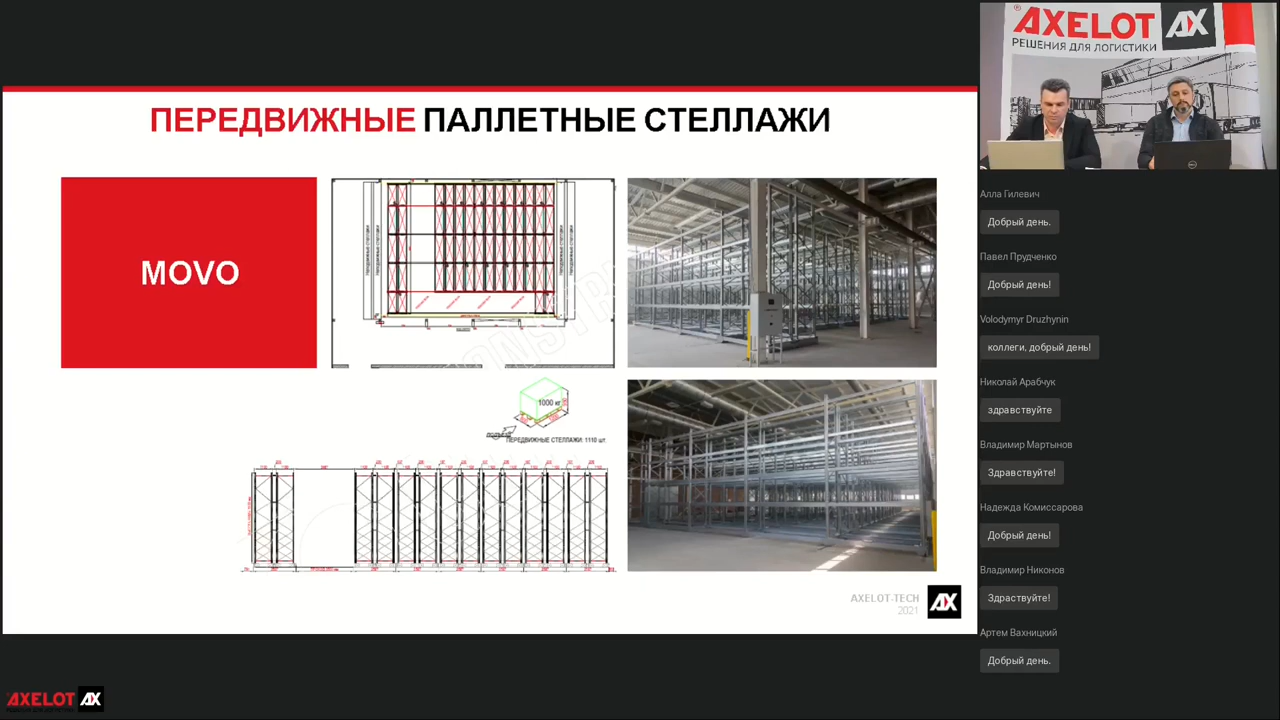 ПЕРЕДВИЖНЫЕ ПАЛЛЕТНЫЕ СТЕЛЛАЖИ
MOVO
1000 кг
ПЕРЕДВИЖНЫЕ СТЕЛЛАЖИ: 1110 шт.
AXELOT-TECH
2021
AXELOT AX
РЕШЕНИЯ ДЛЯ ЛОГИСТИКИ
DELL
Алла Гилевич
Добрый день.
Павел Прудченко
Добрый день!
Volodymyr Druzhynin
коллеги, добрый день!
Николай Арабчук
здравствуйте
Владимир Мартынов
Здравствуйте!
Надежда Комиссарова
Добрый день!
Владимир Никонов
Здраствуйте!
Артем Вахницкий
Добрый день.
AXELOT AX